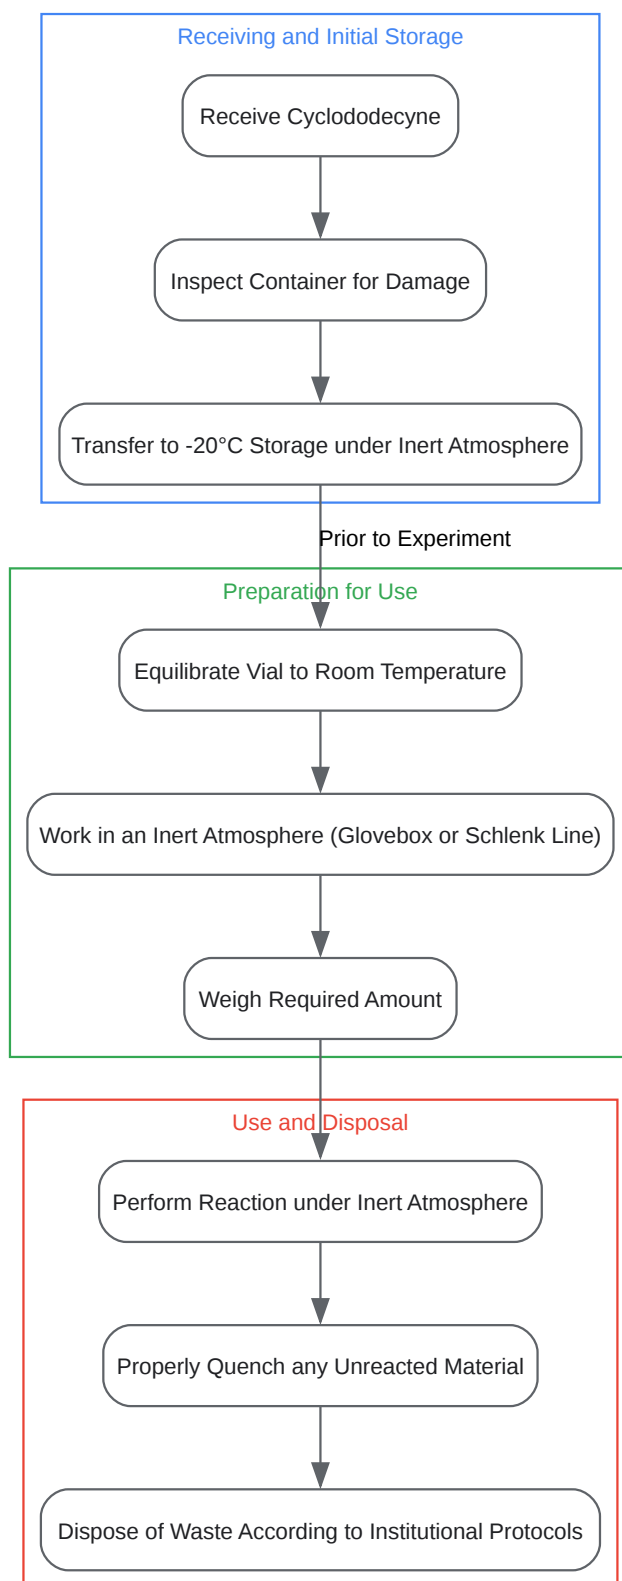 Receiving and Initial Storage
Receive Cyclododecyne
Inspect Container for Damage
Transfer to -20°C Storage under Inert Atmosphere
Prior to Experiment
Preparation for Use
Equilibrate Vial to Room Temperature
Work in an Inert Atmosphere (Glovebox or Schlenk Line)
Weigh Required Amount
Use and Disposal
Perform Reaction under Inert Atmosphere
Properly Quench any Unreacted Material
Dispose of Waste According to Institutional Protocols